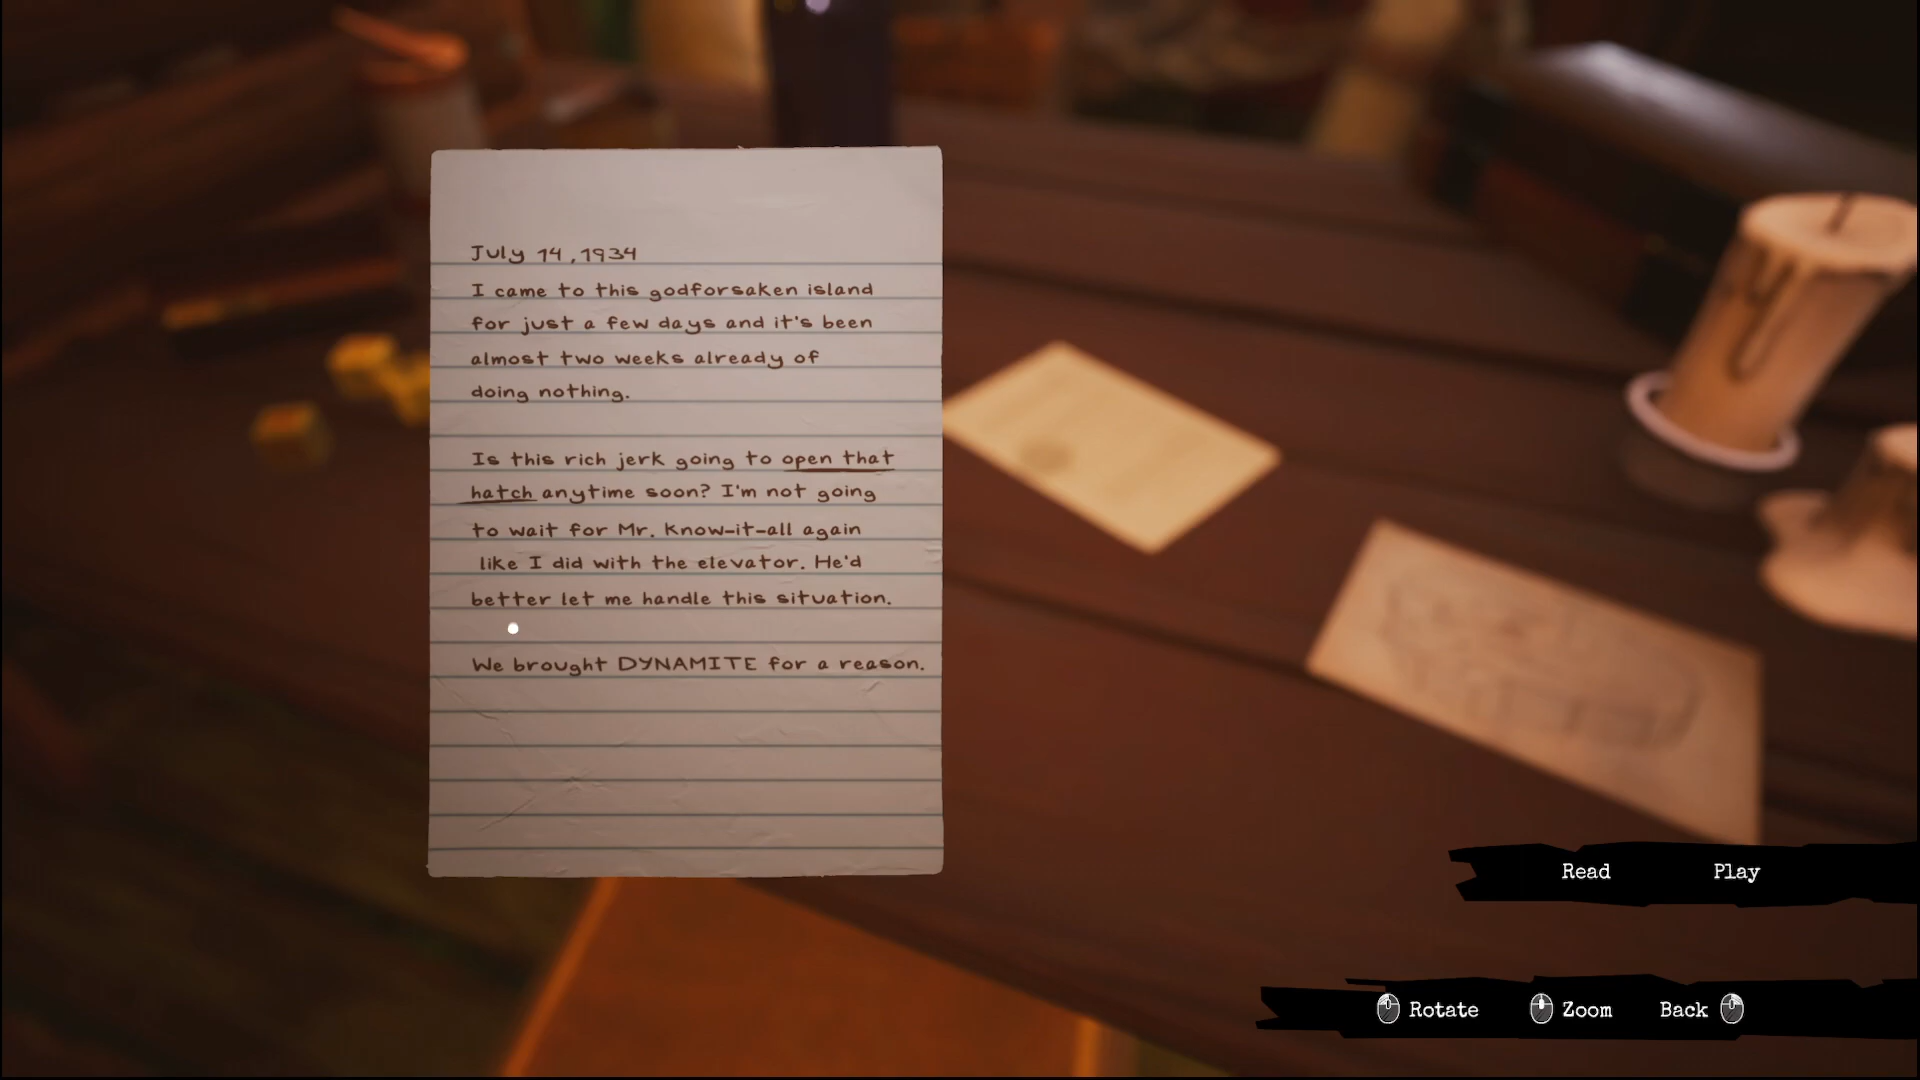 July 14, 1934
I came to this godforsaken island
for just a few days and it's been
almost two weeks already of
doing nothing.
Is this rich jerk going to open that
hatch anytime soon? I'm not going
to wait for Mr. Know-it-all again
like I did with the elevator. He'd
better let me handle this situation.
We brought DYNAMITE for a reason.
Read Play
Rotate Zoom Back